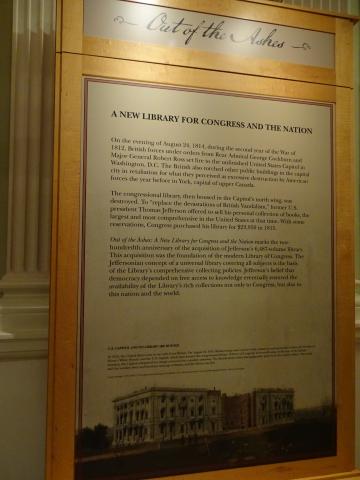 Out of the Ashes
A NEW LIBRARY FOR CONGRESS AND THE NATION
On the evening of August 24, 1814, during the second year of the War of
1812, British forces under orders from Rear Admiral George Cockburn and
Major General Robert Ross set fire to the unfinished United States Capitol in
Washington, D.C. The British also torched other public buildings in the capital
city in retaliation for what they perceived as excessive destruction by American
forces the year before in York, capital of upper Canada.
The congressional library, then housed in the Capitol's north wing, was
destroyed. To "replace the devastations of British Vandalism," former U.S.
president Thomas Jefferson offered to sell his personal collection of books, the
largest and most comprehensive in the United States at that time. With some
reservations, Congress purchased his library for $23,950 in 1815.
Out of the Ashes: A New Library for Congress and the Nation marks the two-
hundredth anniversary of the acquisition of Jefferson's 6,487-volume library.
This acquisition was the foundation of the modern Library of Congress. The
Jeffersonian concept of a universal library covering all subjects is the basis
of the Library's comprehensive collecting policies. Jefferson's belief that
democracy depended on free access to knowledge eventually ensured the
availability of the Library's rich collections not only to Congress, but also to
this nation and the world.